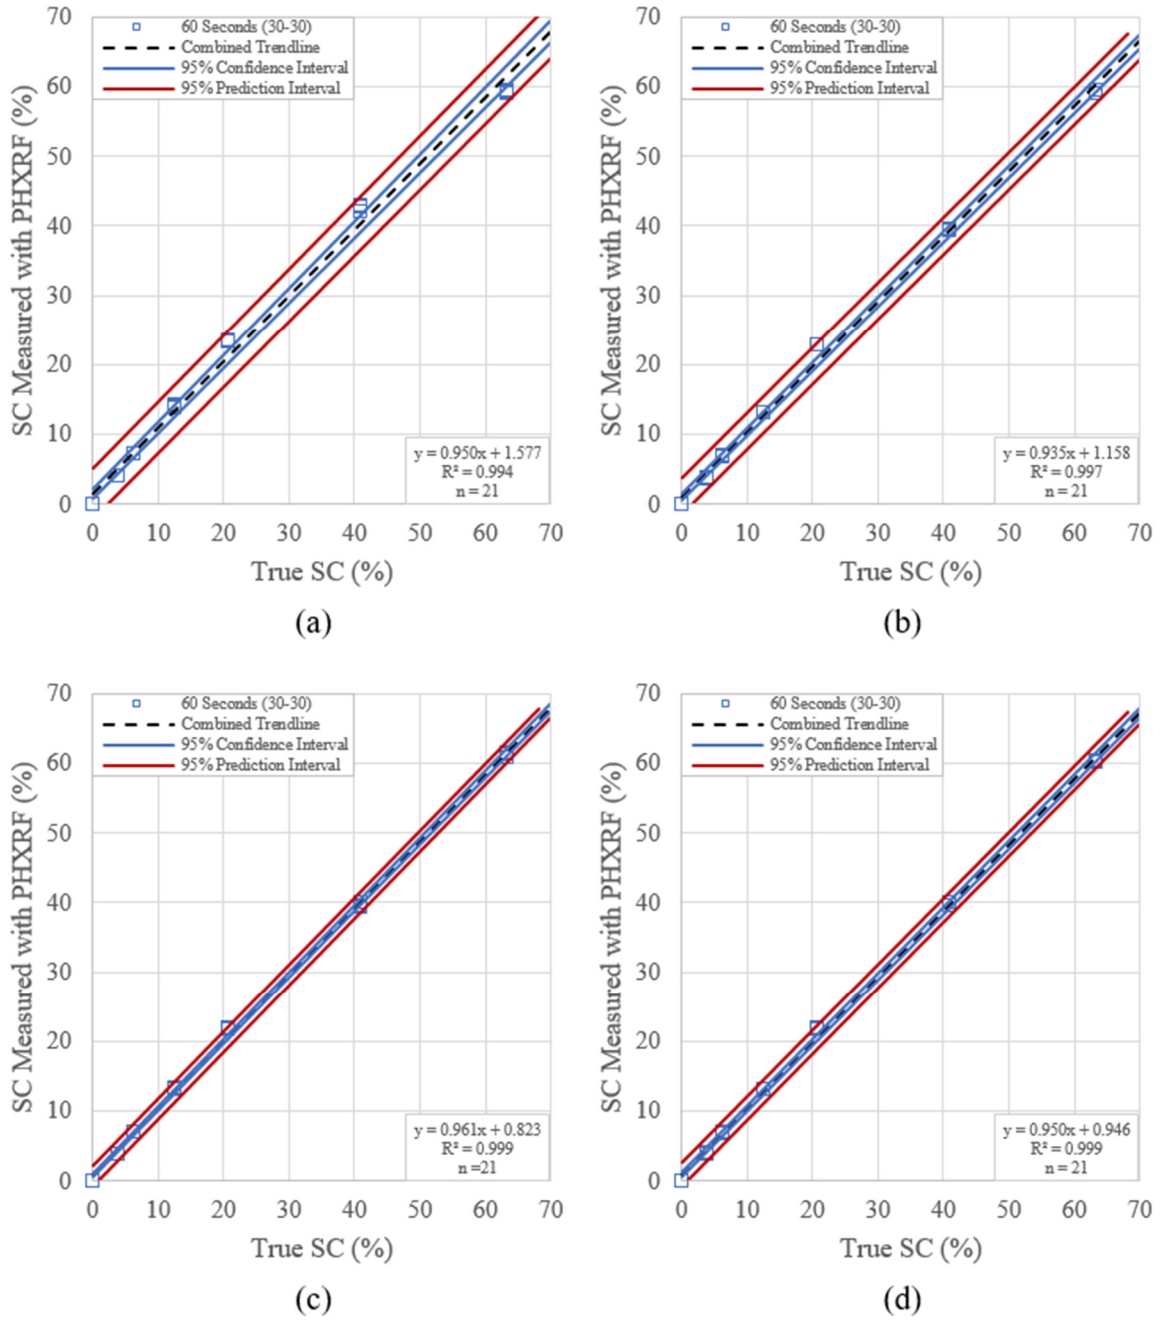 SC Measured with PHXRF (%)
70
60
50
40
30
20
10
0
60 Seconds (30-30)
Combined Trendline
95% Confidence Interval
95% Prediction Interval
y = 0.950x + 1.577
R² = 0.994
n = 21
0 10 20 30 40 50 60 70
True SC (%)
(a)
SC Measured with PHXRF (%)
70
60
50
40
30
20
10
0
60 Seconds (30-30)
Combined Trendline
95% Confidence Interval
95% Prediction Interval
y = 0.935x + 1.158
R² = 0.997
n = 21
0 10 20 30 40 50 60 70
True SC (%)
(b)
SC Measured with PHXRF (%)
70
60
50
40
30
20
10
0
60 Seconds (30-30)
Combined Trendline
95% Confidence Interval
95% Prediction Interval
y = 0.961x + 0.823
R² = 0.999
n =21
0 10 20 30 40 50 60 70
True SC (%)
(c)
SC Measured with PHXRF (%)
70
60
50
40
30
20
10
0
60 Seconds (30-30)
Combined Trendline
95% Confidence Interval
95% Prediction Interval
y = 0.950x + 0.946
R² = 0.999
n = 21
0 10 20 30 40 50 60 70
True SC (%)
(d)